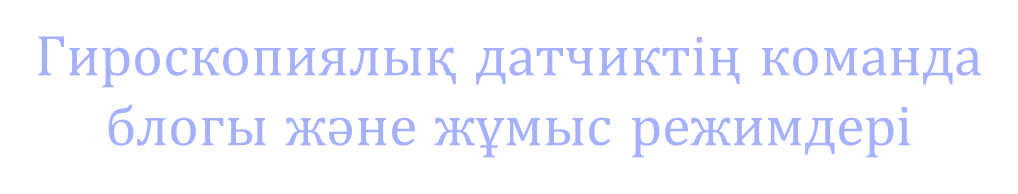 Гироскопиялық датчиктің команда
блогы және жұмыс режимдері